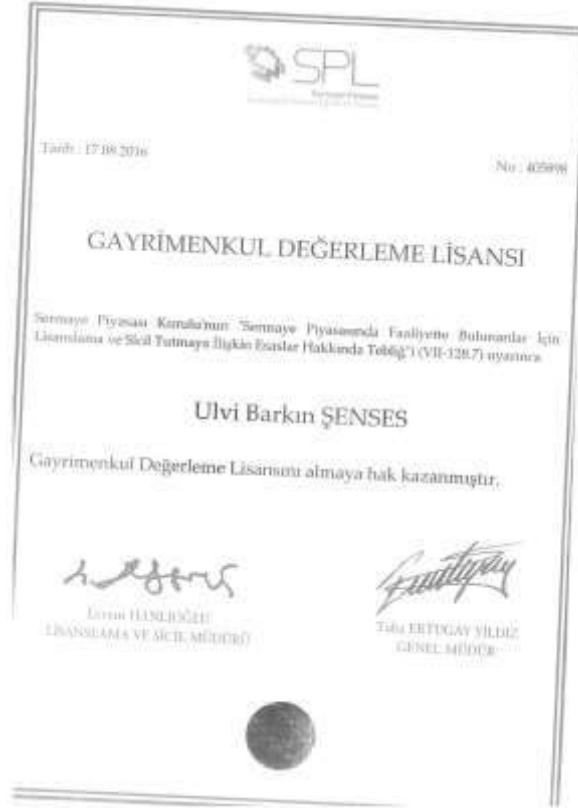 SPL
Tarih : 17.08.2016
No : 405898
GAYRİMENKUL DEĞERLEME LİSANSI
Sermaye Piyasası Kurulu'nun "Sermaye Piyasasında Faaliyette Bulunanlar İçin
Lisanslama ve Sicil Tutmaya İlişkin Esaslar Hakkında Tebliğ"i (VII-128.7) uyarınca
Ulvi Barkın ŞENSES
Gayrimenkul Değerleme Lisansını almaya hak kazanmıştır.
HANLIOĞLU
LİSANSLAMA VE SİCİL MÜDÜRÜ
ERTUGAY YILDIZ
GENEL MÜDÜR